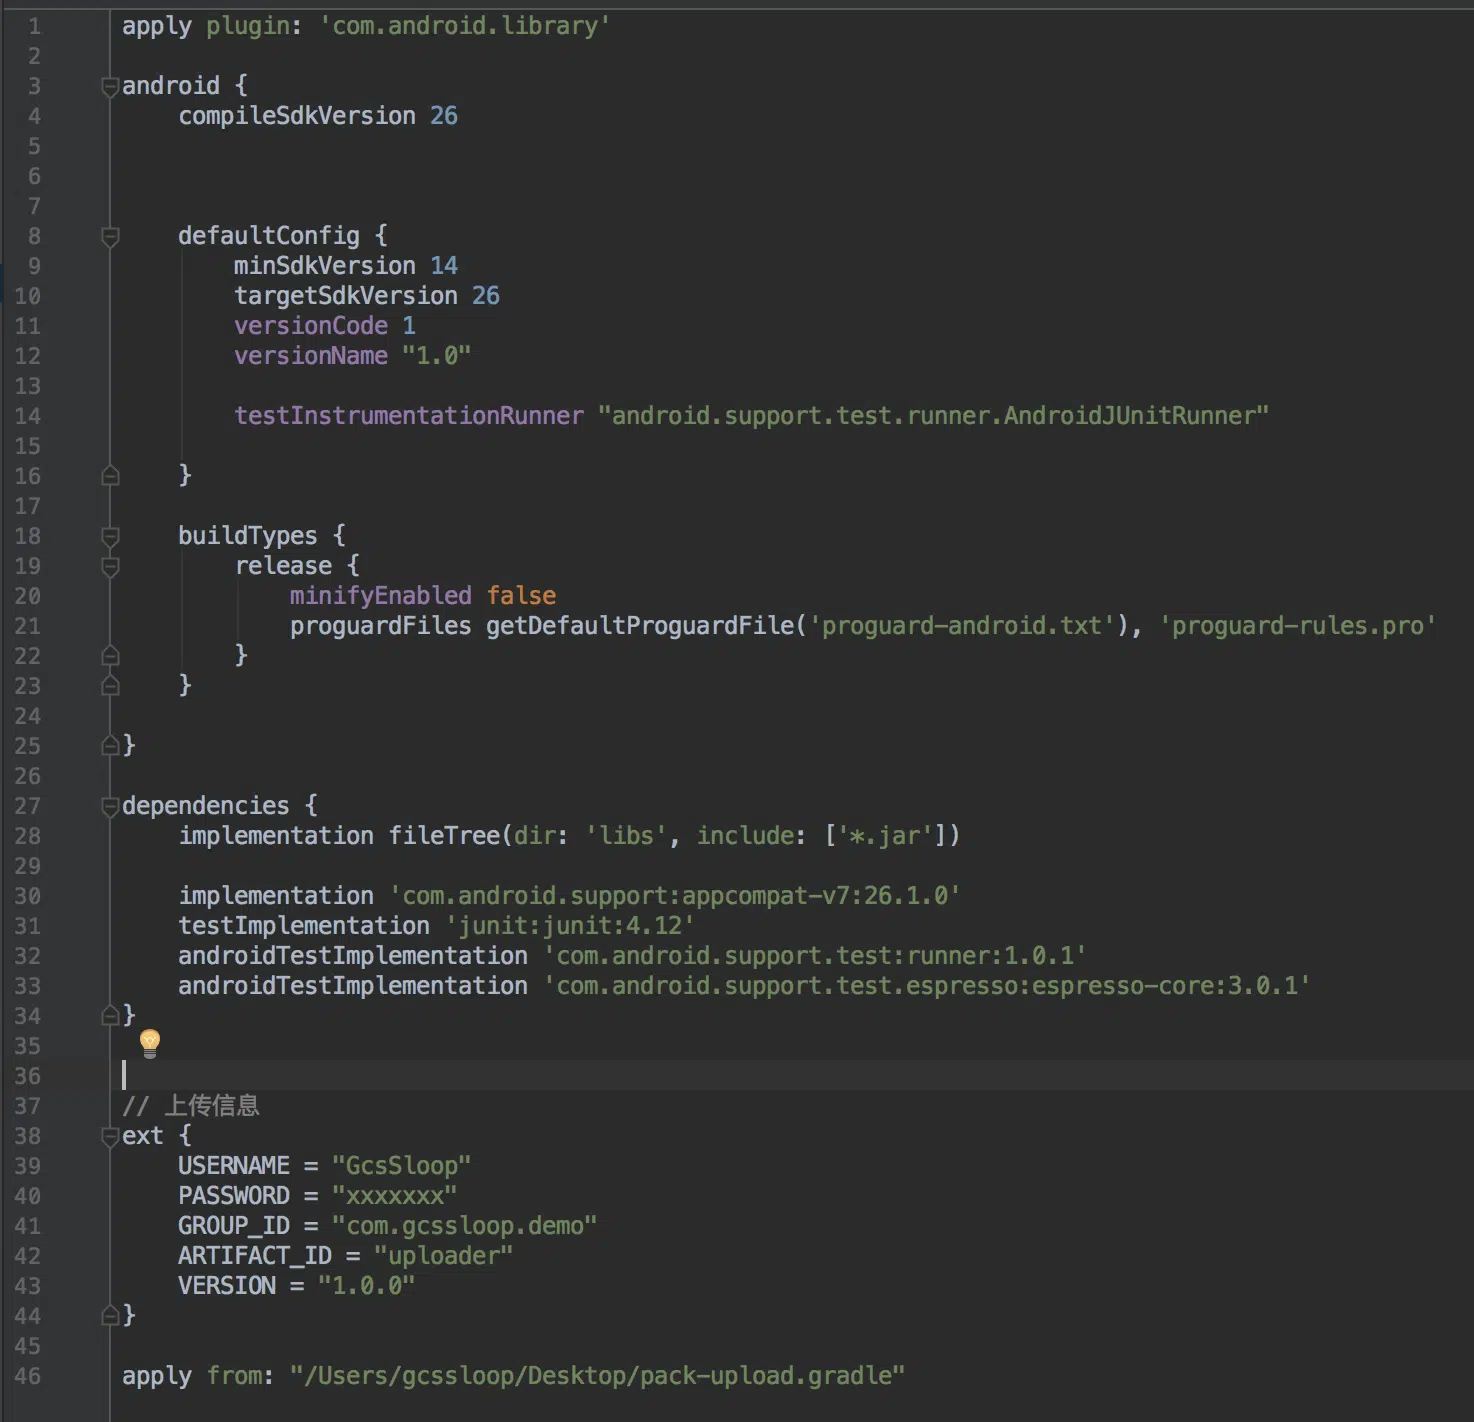 1 apply plugin: 'com.android.library'
2
3 android {
4 compileSdkVersion 26
5
6
7
8 defaultConfig {
9 minSdkVersion 14
10 targetSdkVersion 26
11 versionCode 1
12 versionName "1.0"
13
14 testInstrumentationRunner "android.support.test.runner.AndroidJUnitRunner"
15
16 }
17
18 buildTypes {
19 release {
20 minifyEnabled false
21 proguardFiles getDefaultProguardFile('proguard-android.txt'), 'proguard-rules.pro'
22 }
23 }
24
25 }
26
27 dependencies {
28 implementation fileTree(dir: 'libs', include: ['*.jar'])
29
30 implementation 'com.android.support:appcompat-v7:26.1.0'
31 testImplementation 'junit:junit:4.12'
32 androidTestImplementation 'com.android.support.test:runner:1.0.1'
33 androidTestImplementation 'com.android.support.test.espresso:espresso-core:3.0.1'
34 }
35
36
37 // 上传信息
38 ext {
39 USERNAME = "GcsSloop"
40 PASSWORD = "xxxxxxx"
41 GROUP_ID = "com.gcssloop.demo"
42 ARTIFACT_ID = "uploader"
43 VERSION = "1.0.0"
44 }
45
46 apply from: "/Users/gcssloop/Desktop/pack-upload.gradle"